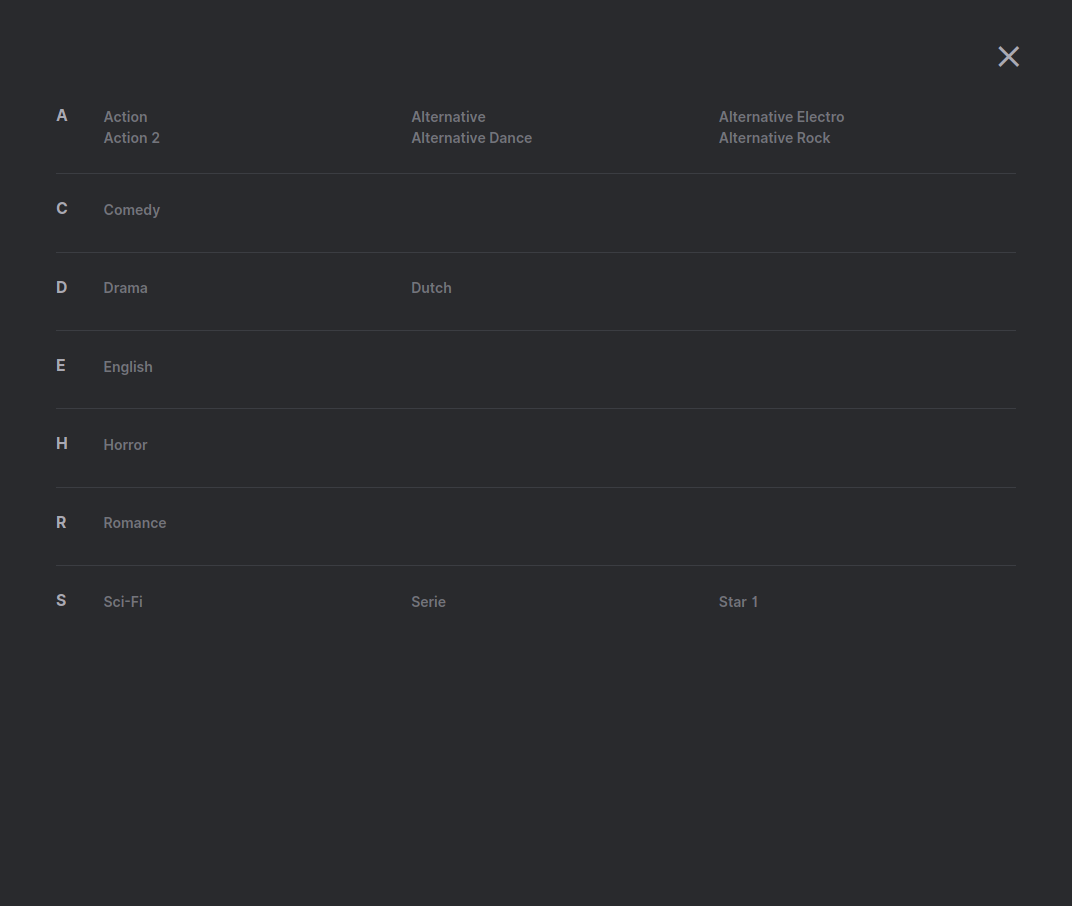 A
Action
Action 2
Alternative
Alternative Dance
Alternative Electro
Alternative Rock
C
Comedy
D
Drama
Dutch
E
English
H
Horror
R
Romance
S
Sci-Fi
Serie
Star 1